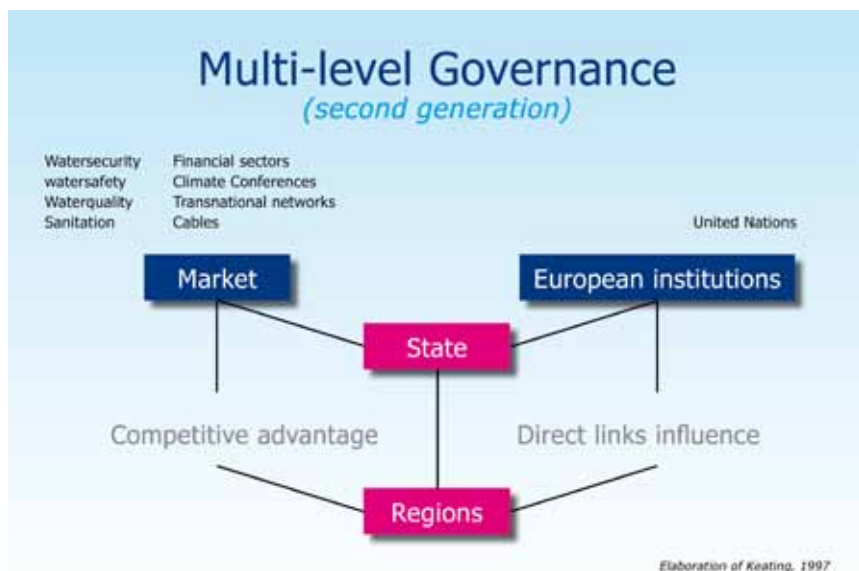 Multi-level Governance
(second generation)
Watersecurity Financial sectors
watersafety Climate Conferences
Waterquality Transnational networks
Sanitation Cables
United Nations
Market
European institutions
State
Competitive advantage
Direct links influence
Regions
Elaboration of Keating, 1997